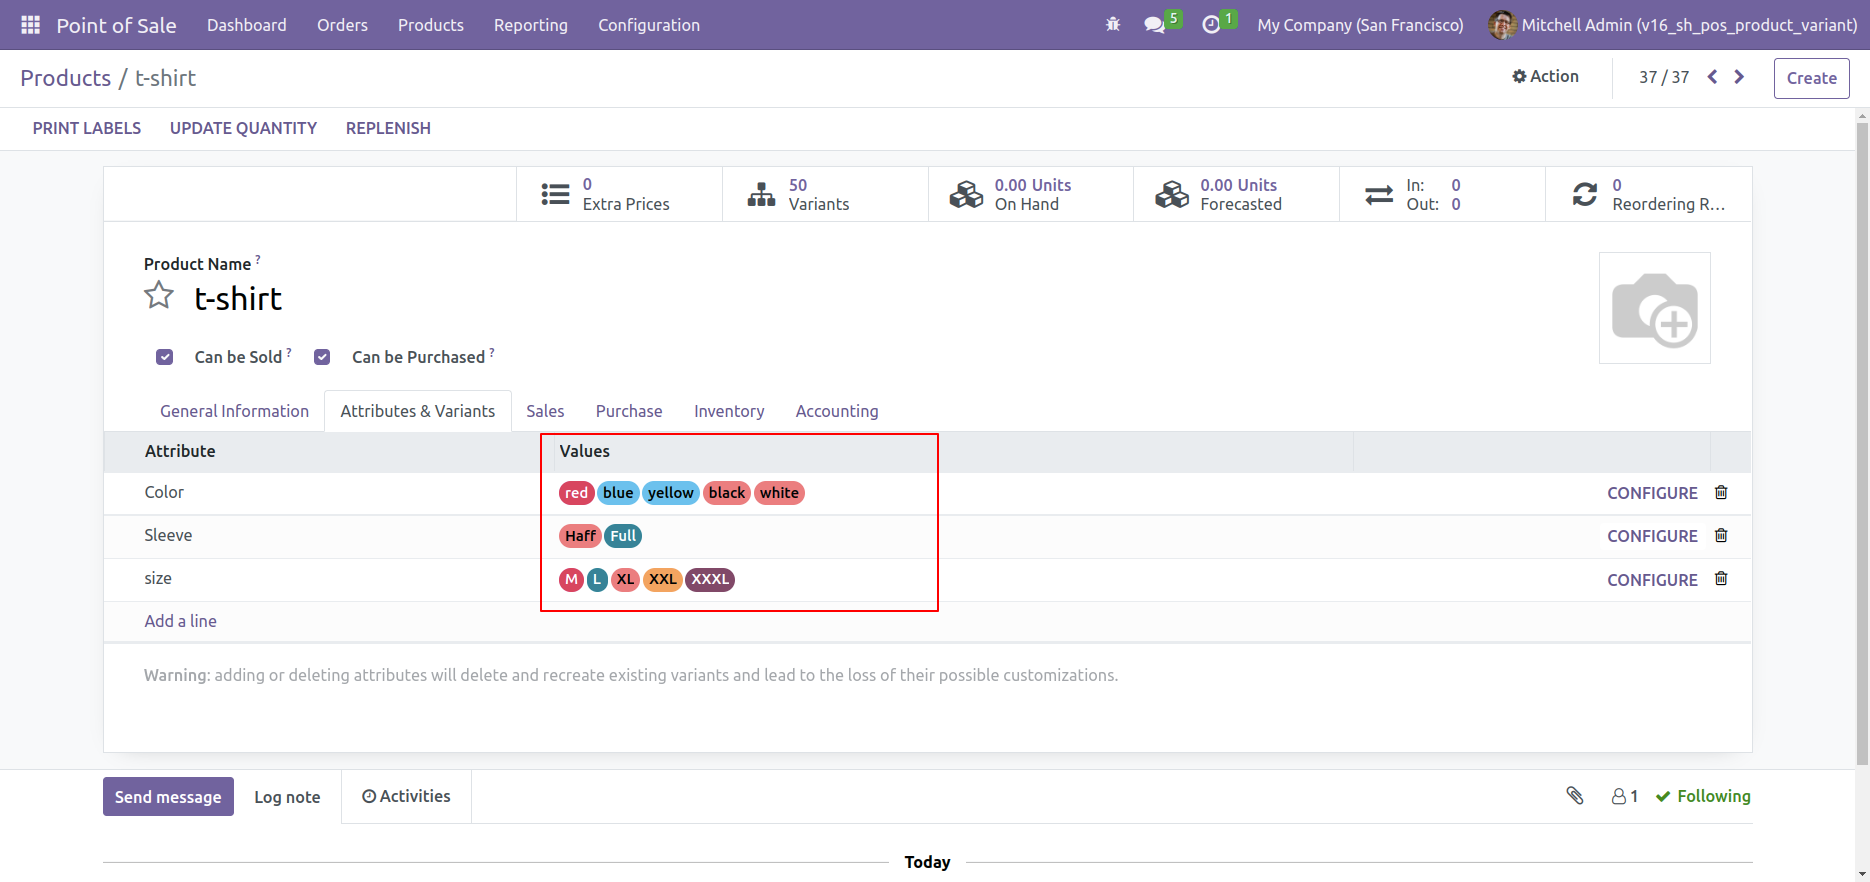 Point of Sale Dashboard Orders Products Reporting Configuration 5 1 My Company (San Francisco) Mitchell Admin (v16_sh_pos_product_variant)
Products / t-shirt Action 37 / 37 Create
PRINT LABELS UPDATE QUANTITY REPLENISH
0 50 0.00 Units 0.00 Units In: 0 0
Extra Prices Variants On Hand Forecasted Out: 0 Reordering R...
Product Name ?
t-shirt
Can be Sold ? Can be Purchased ?
General Information Attributes & Variants Sales Purchase Inventory Accounting
Attribute Values
Color red blue yellow black white CONFIGURE
Sleeve Haff Full CONFIGURE
size M L XL XXL XXXL CONFIGURE
Add a line
Warning: adding or deleting attributes will delete and recreate existing variants and lead to the loss of their possible customizations.
Send message Log note Activities 1 Following
Today